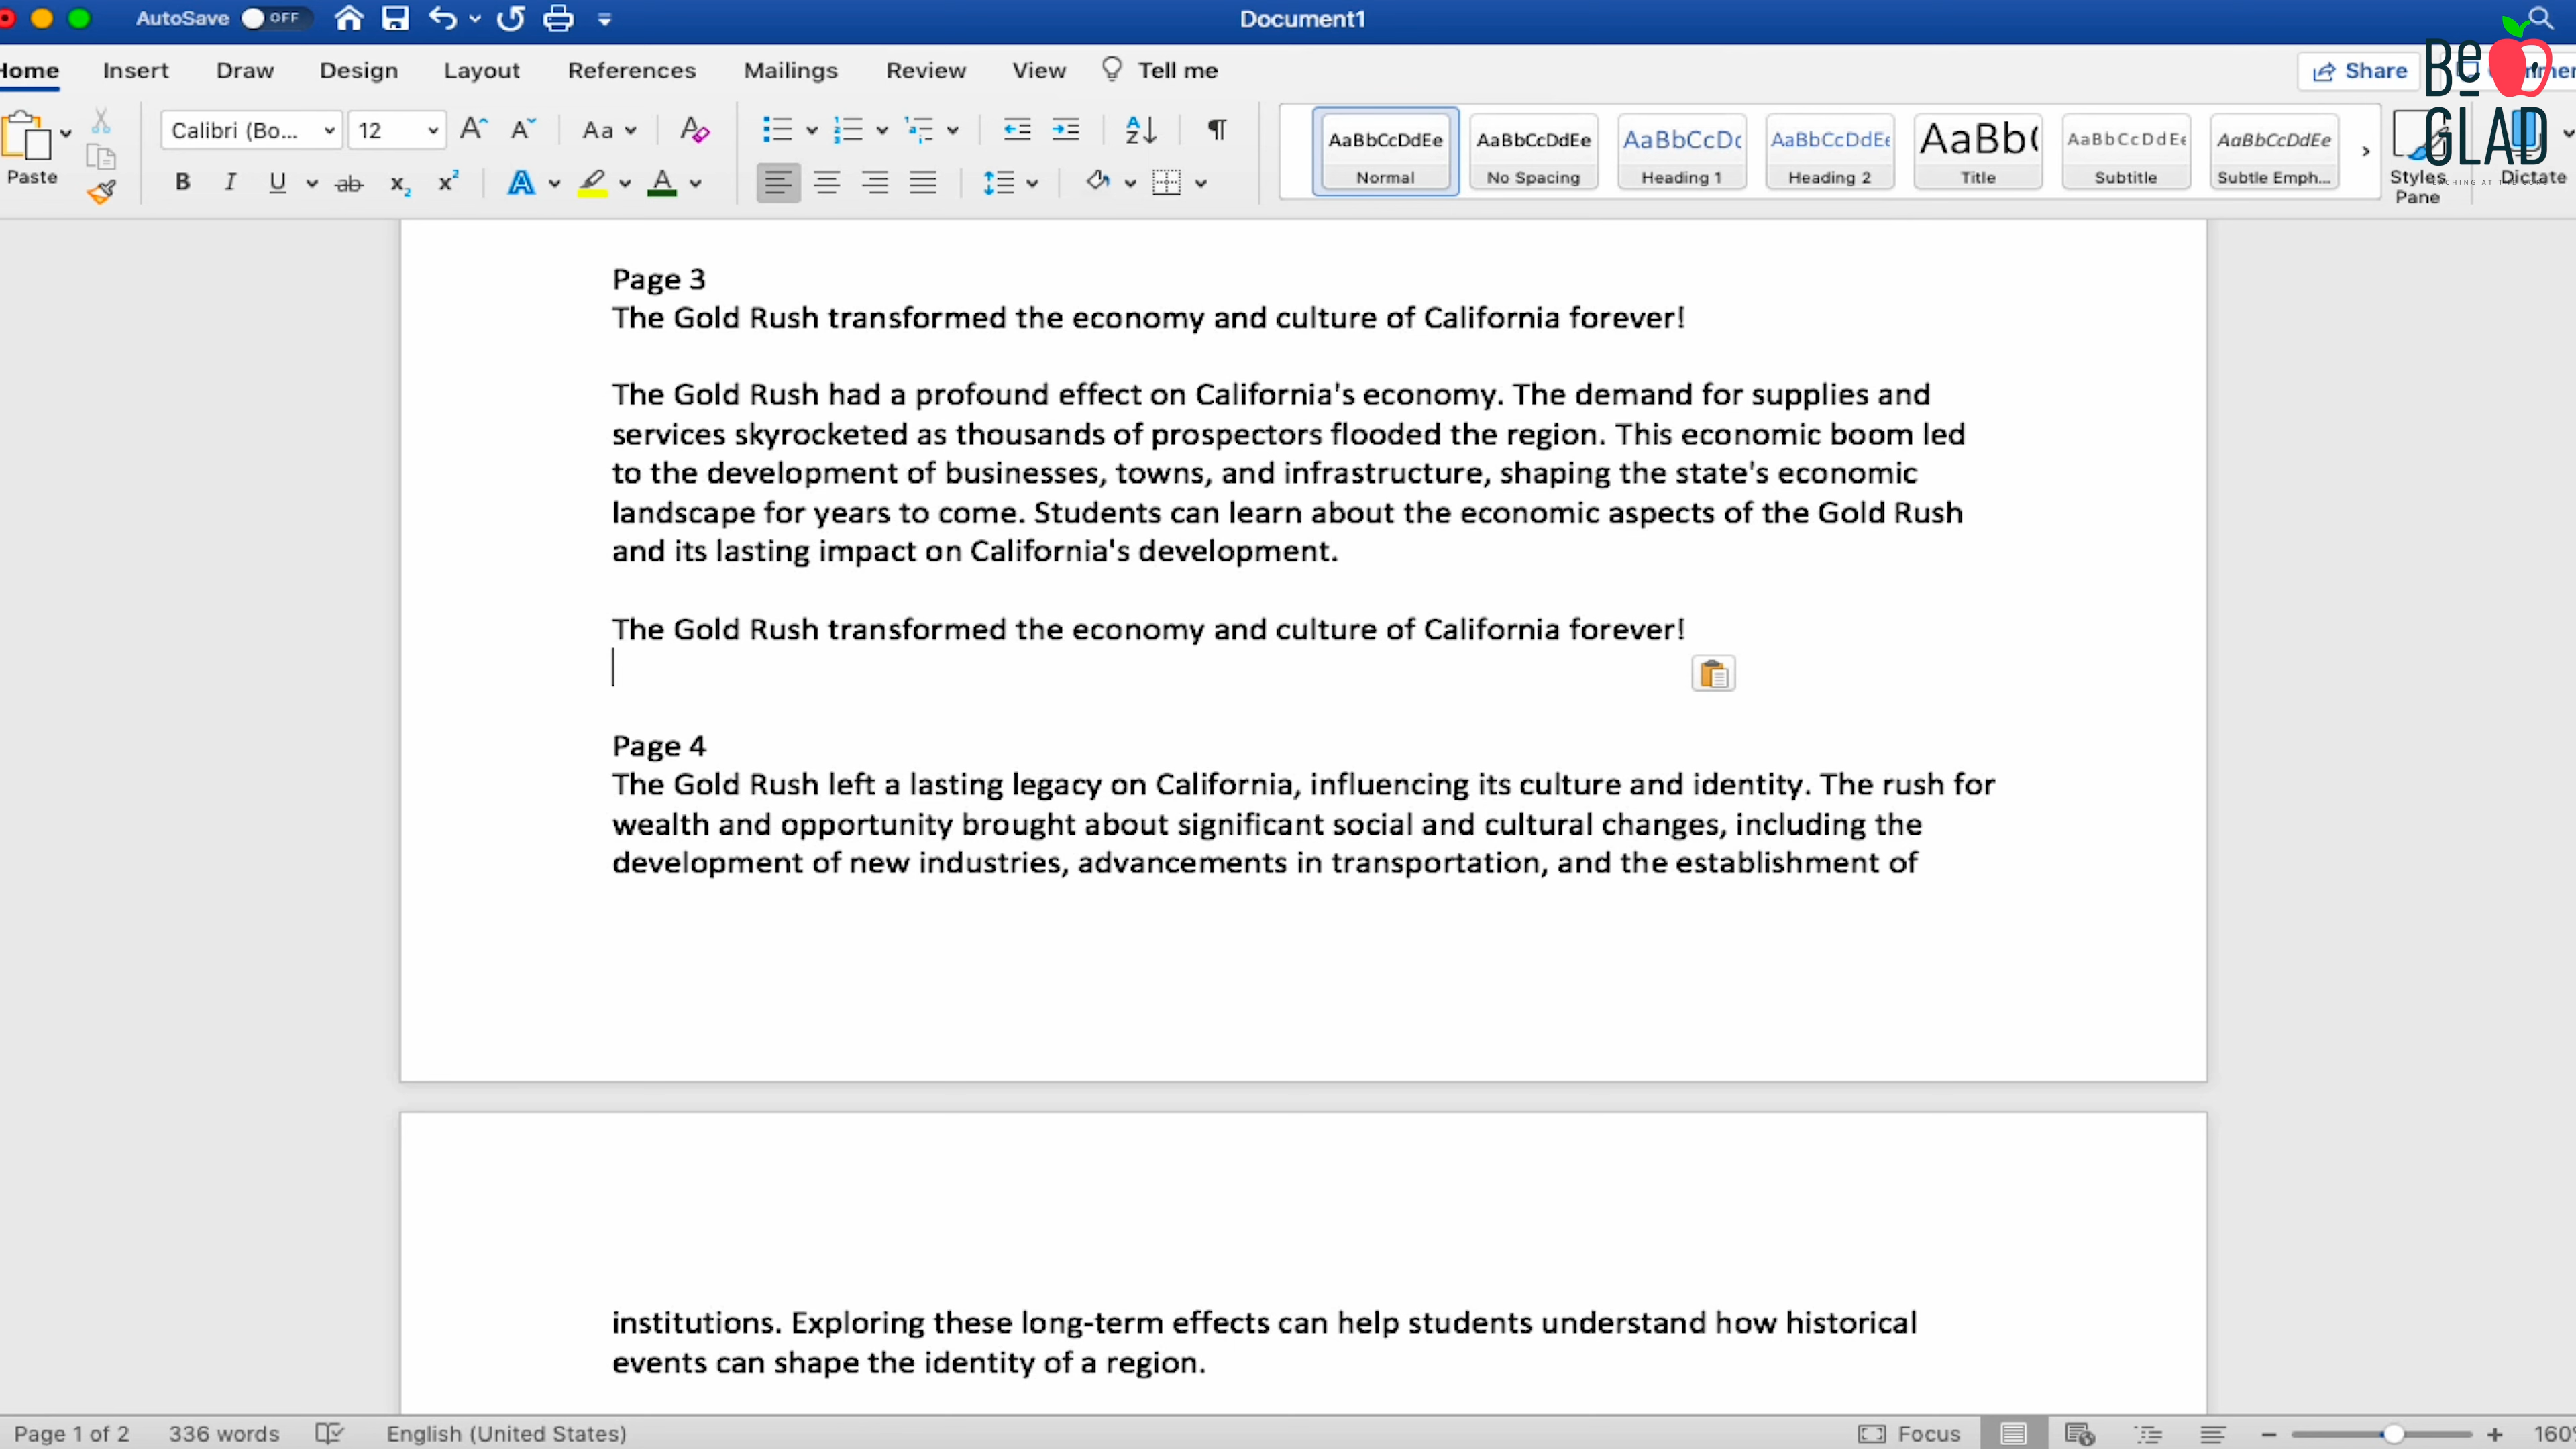 AutoSave OFF Document1
Home Insert Draw Design Layout References Mailings Review View Tell me Share
Be GLAD
Paste
Calibri (Bo... 12
AaBbCcDdEe AaBbCcDdEe AaBbCcDc AaBbCcDdEe AaBb( AaBbCcDdEe AaBbCcDdEe
Normal No Spacing Heading 1 Heading 2 Title Subtitle Subtle Emph... Styles Pane Dictate
Page 3
The Gold Rush transformed the economy and culture of California forever!
The Gold Rush had a profound effect on California's economy. The demand for supplies and
services skyrocketed as thousands of prospectors flooded the region. This economic boom led
to the development of businesses, towns, and infrastructure, shaping the state's economic
landscape for years to come. Students can learn about the economic aspects of the Gold Rush
and its lasting impact on California's development.
The Gold Rush transformed the economy and culture of California forever!
Page 4
The Gold Rush left a lasting legacy on California, influencing its culture and identity. The rush for
wealth and opportunity brought about significant social and cultural changes, including the
development of new industries, advancements in transportation, and the establishment of
institutions. Exploring these long-term effects can help students understand how historical
events can shape the identity of a region.
Page 1 of 2 336 words English (United States) Focus 160